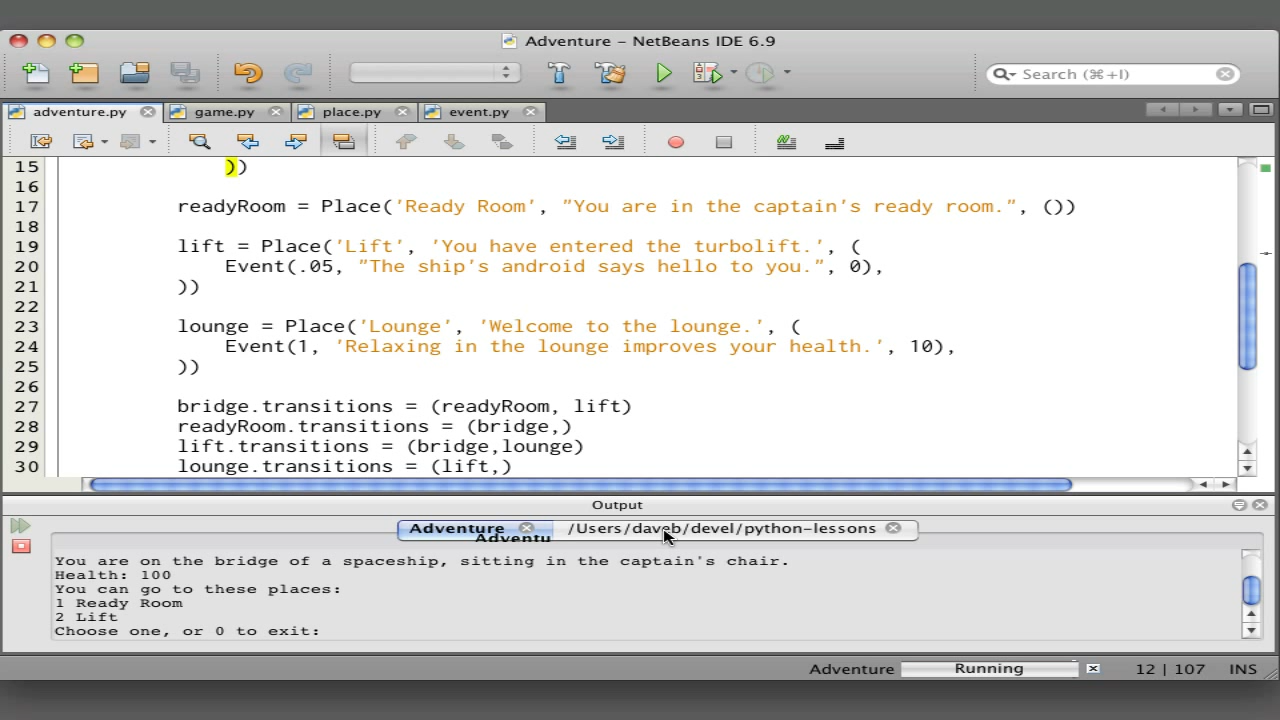 Adventure – NetBeans IDE 6.9
Search (⌘+I)
adventure.py game.py place.py event.py
15 ))
16
17 readyRoom = Place('Ready Room', "You are in the captain's ready room.", ())
18
19 lift = Place('Lift', 'You have entered the turbolift.', (
20 Event(.05, "The ship's android says hello to you.", 0),
21 ))
22
23 lounge = Place('Lounge', 'Welcome to the lounge.', (
24 Event(1, 'Relaxing in the lounge improves your health.', 10),
25 ))
26
27 bridge.transitions = (readyRoom, lift)
28 readyRoom.transitions = (bridge,)
29 lift.transitions = (bridge,lounge)
30 lounge.transitions = (lift,)
Output
Adventure /Users/daveb/devel/python-lessons
Adventu
You are on the bridge of a spaceship, sitting in the captain's chair.
Health: 100
You can go to these places:
1 Ready Room
2 Lift
Choose one, or 0 to exit:
Adventure Running 12 | 107 INS